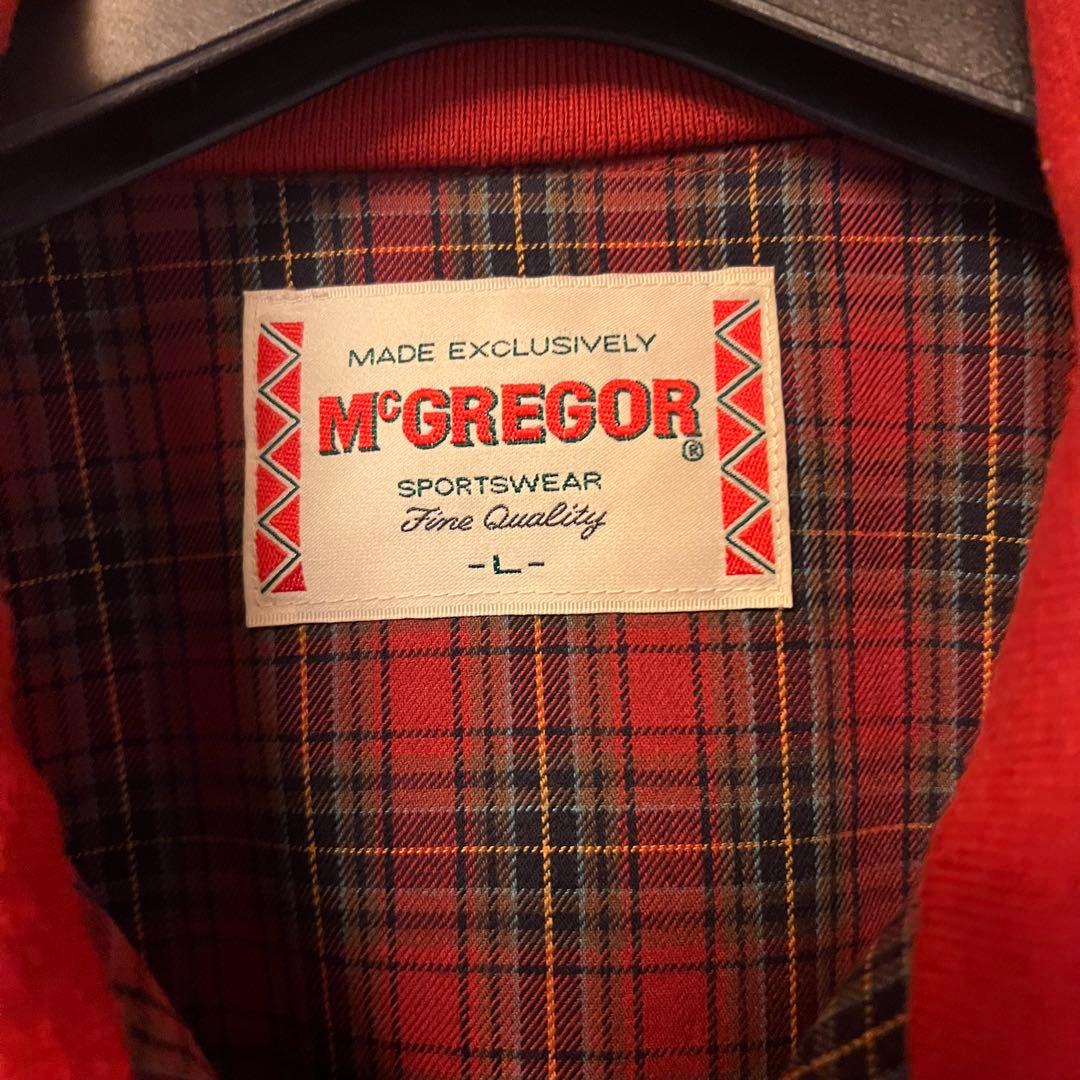 MADE EXCLUSIVELY
McGREGOR®
SPORTSWEAR
Fine Quality
-L-